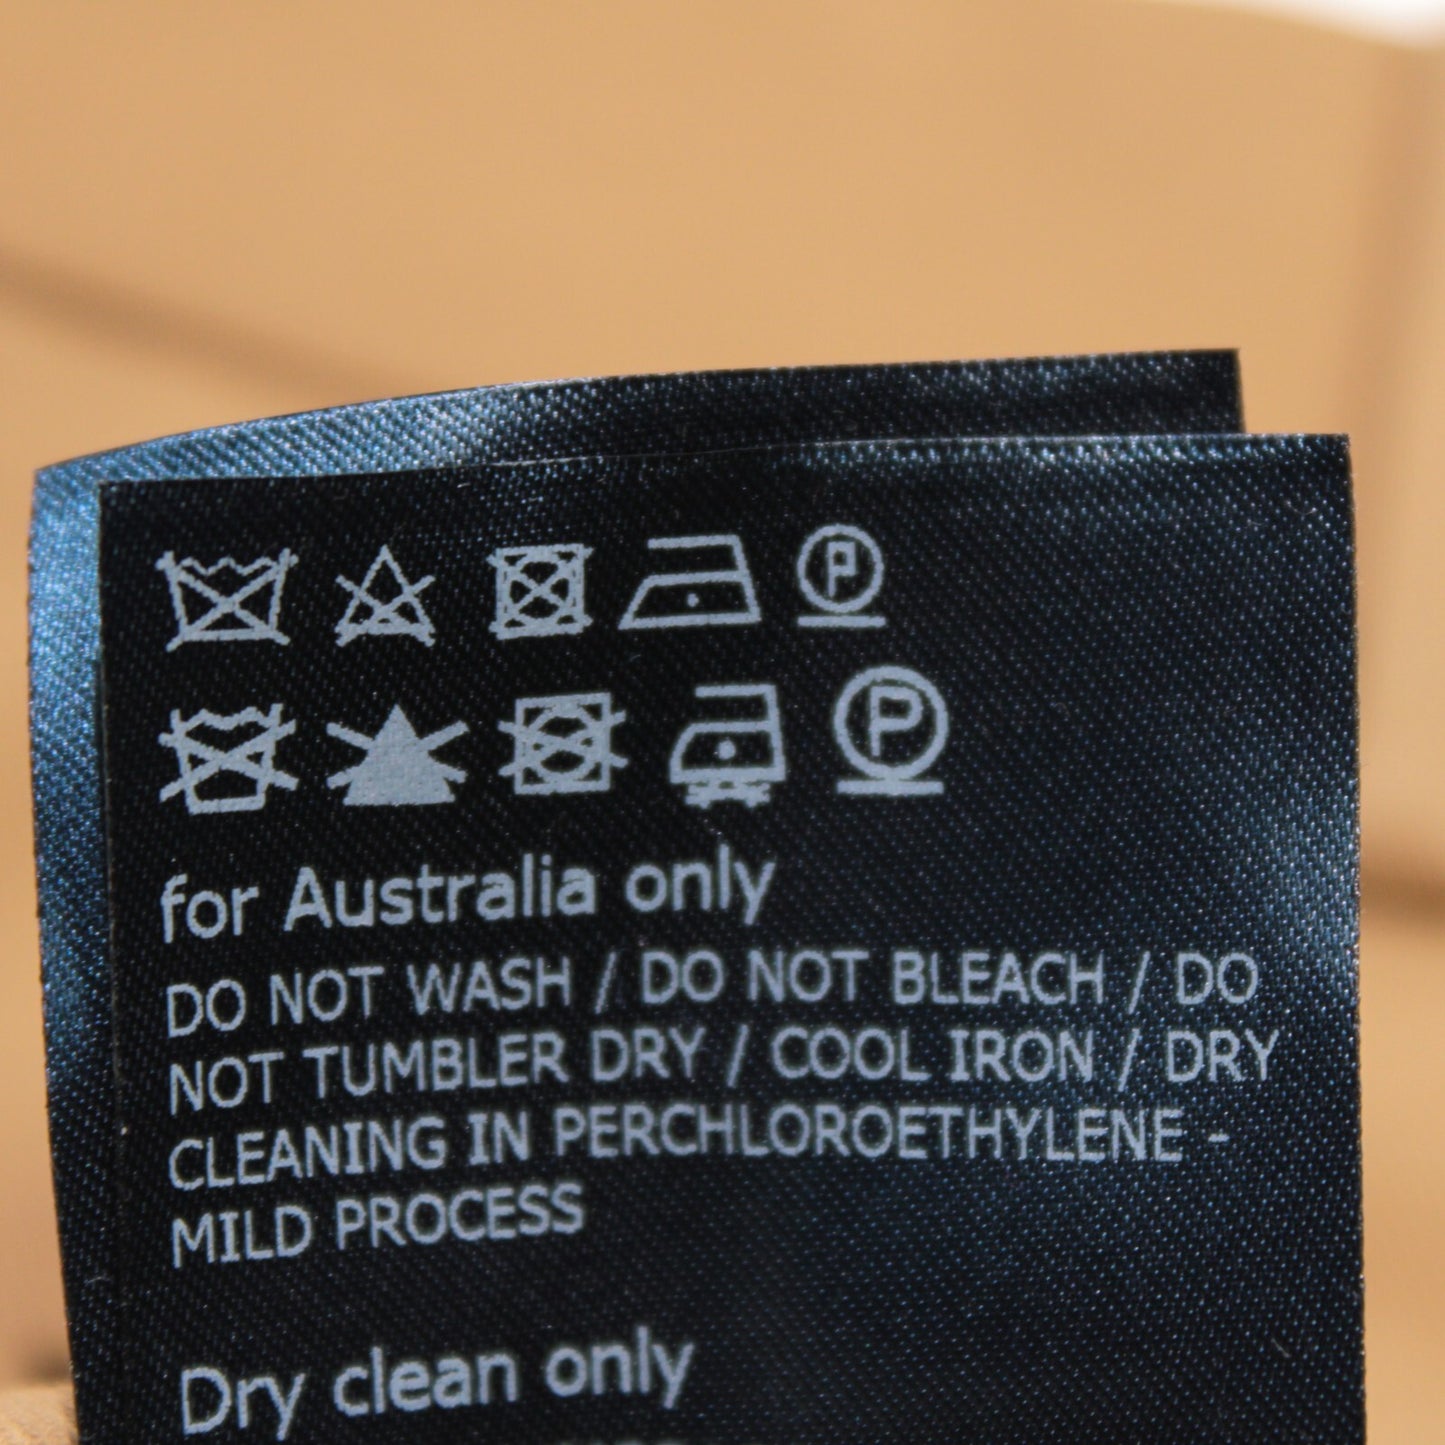 P
P
for Australia only
DO NOT WASH / DO NOT BLEACH / DO
NOT TUMBLER DRY / COOL IRON / DRY
CLEANING IN PERCHLOROETHYLENE -
MILD PROCESS
Dry clean only